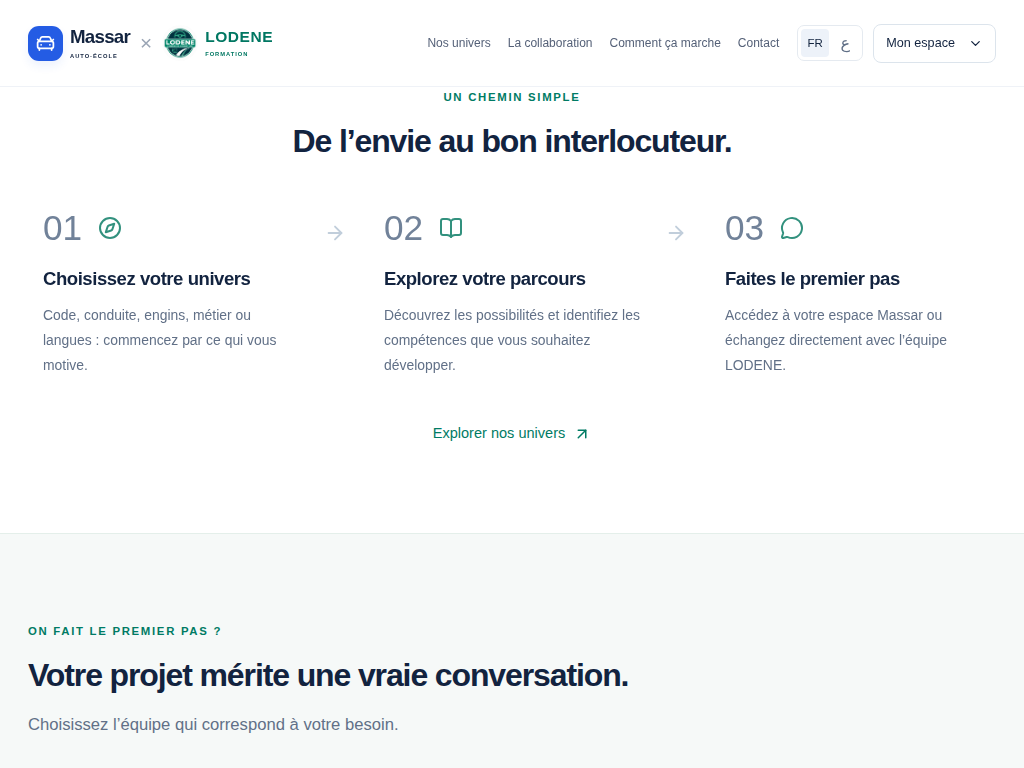 Massar
AUTO-ÉCOLE
LODENE
LODENE
FORMATION
Nos univers
La collaboration
Comment ça marche
Contact
FR
ع
Mon espace
UN CHEMIN SIMPLE
De l’envie au bon interlocuteur.
01
Choisissez votre univers
Code, conduite, engins, métier ou
langues : commencez par ce qui vous
motive.
02
Explorez votre parcours
Découvrez les possibilités et identifiez les
compétences que vous souhaitez
développer.
03
Faites le premier pas
Accédez à votre espace Massar ou
échangez directement avec l’équipe
LODENE.
Explorer nos univers
ON FAIT LE PREMIER PAS ?
Votre projet mérite une vraie conversation.
Choisissez l’équipe qui correspond à votre besoin.